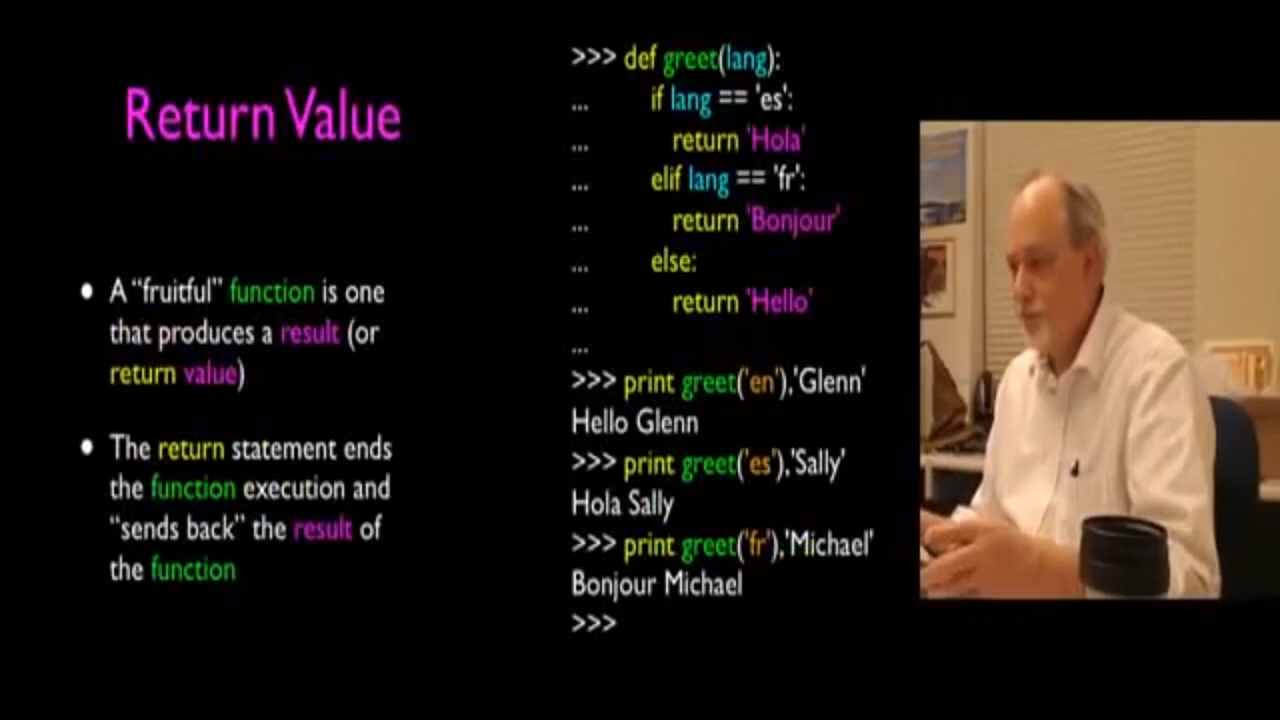 Return Value
A “fruitful” function is one
that produces a result (or
return value)
The return statement ends
the function execution and
“sends back” the result of
the function
>>> def greet(lang):
... if lang == 'es':
... return 'Hola'
... elif lang == 'fr':
... return 'Bonjour'
... else:
... return 'Hello'
...
>>> print greet('en'),'Glenn'
Hello Glenn
>>> print greet('es'),'Sally'
Hola Sally
>>> print greet('fr'),'Michael'
Bonjour Michael
>>>